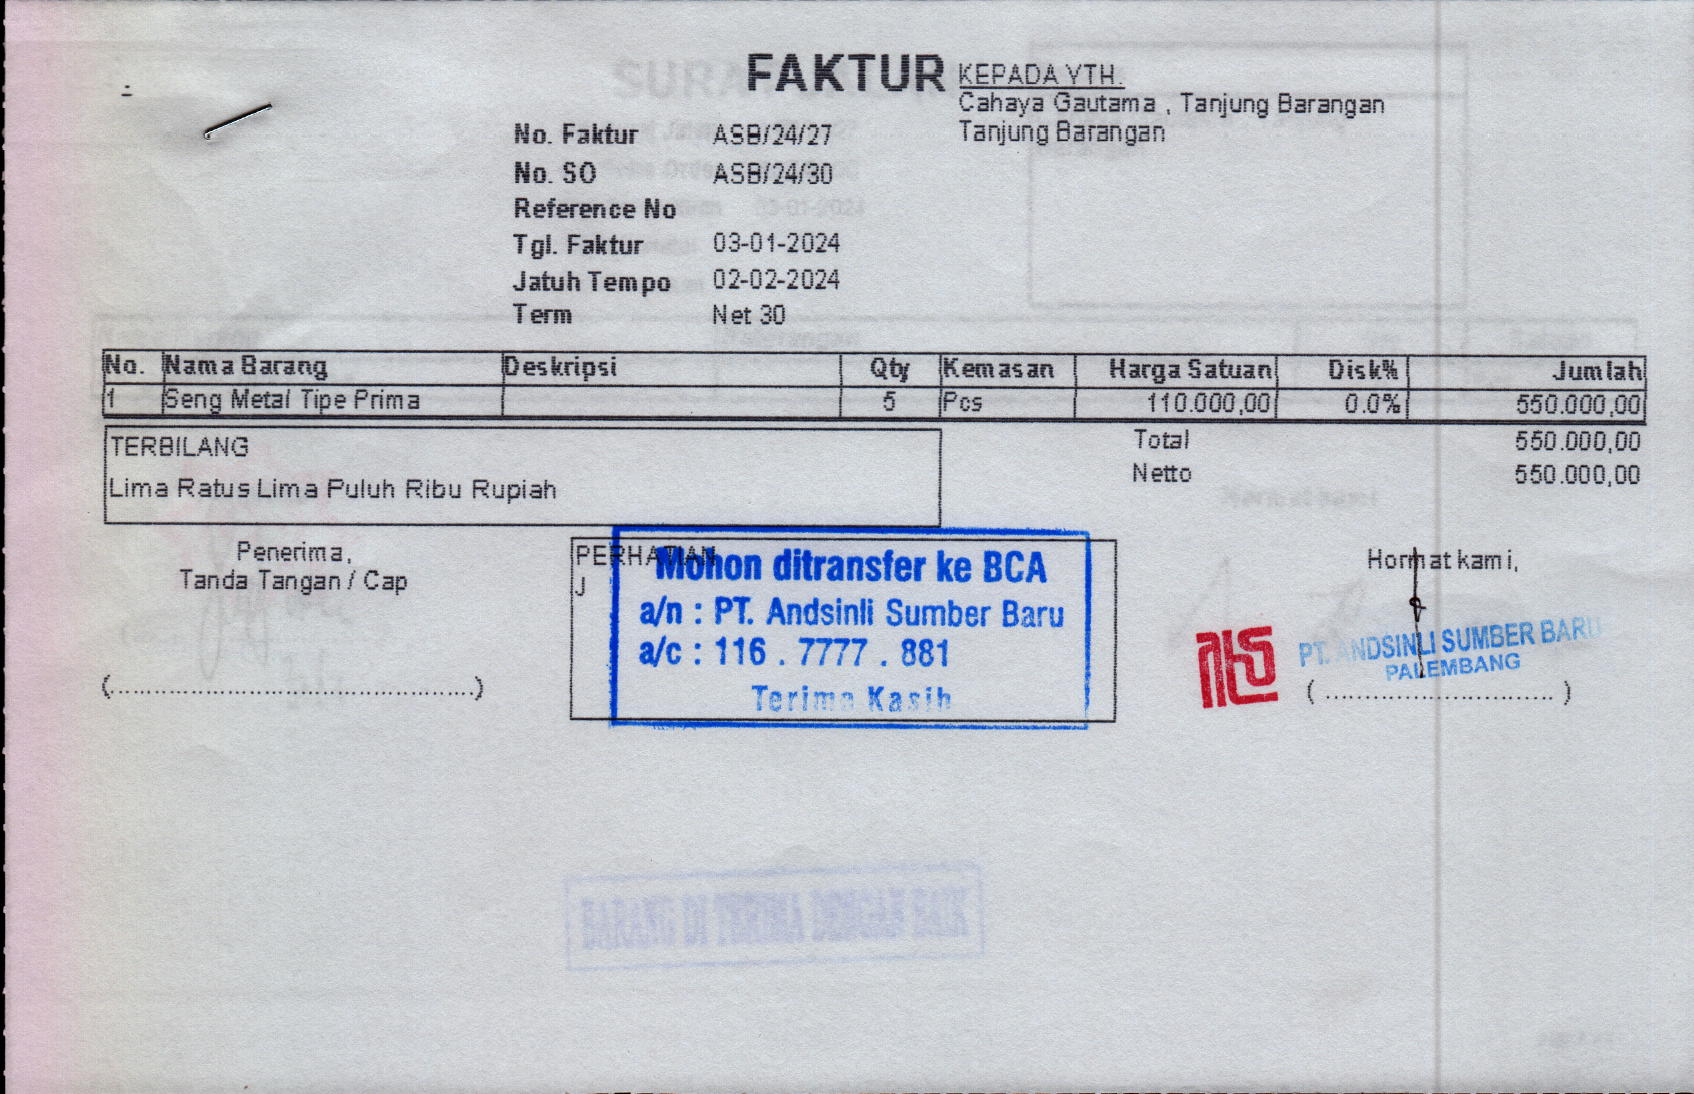 FAKTUR
KEPADA YTH.
Cahaya Gautama , Tanjung Barangan
Tanjung Barangan
No. Faktur ASB/24/27
No. SO ASB/24/30
Reference No
Tgl. Faktur 03-01-2024
Jatuh Tempo 02-02-2024
Term Net 30
No. Nama Barang Deskripsi Qty Kemasan Harga Satuan Disk% Jumlah
1 Seng Metal Tipe Prima 5 Pcs 110.000,00 0.0% 550.000,00
Total 550.000,00
Netto 550.000,00
TERBILANG
Lima Ratus Lima Puluh Ribu Rupiah
Penerima,
Tanda Tangan / Cap
(.................................................)
PERHATIAN
J
Mohon ditransfer ke BCA
a/n : PT. Andsinli Sumber Baru
a/c : 116 . 7777 . 881
Terima Kasih
Hormat kami,
PT. ANDSINLI SUMBER BARU
PALEMBANG
( ............................... )
BARANG DI TERIMA DENGAN BAIK